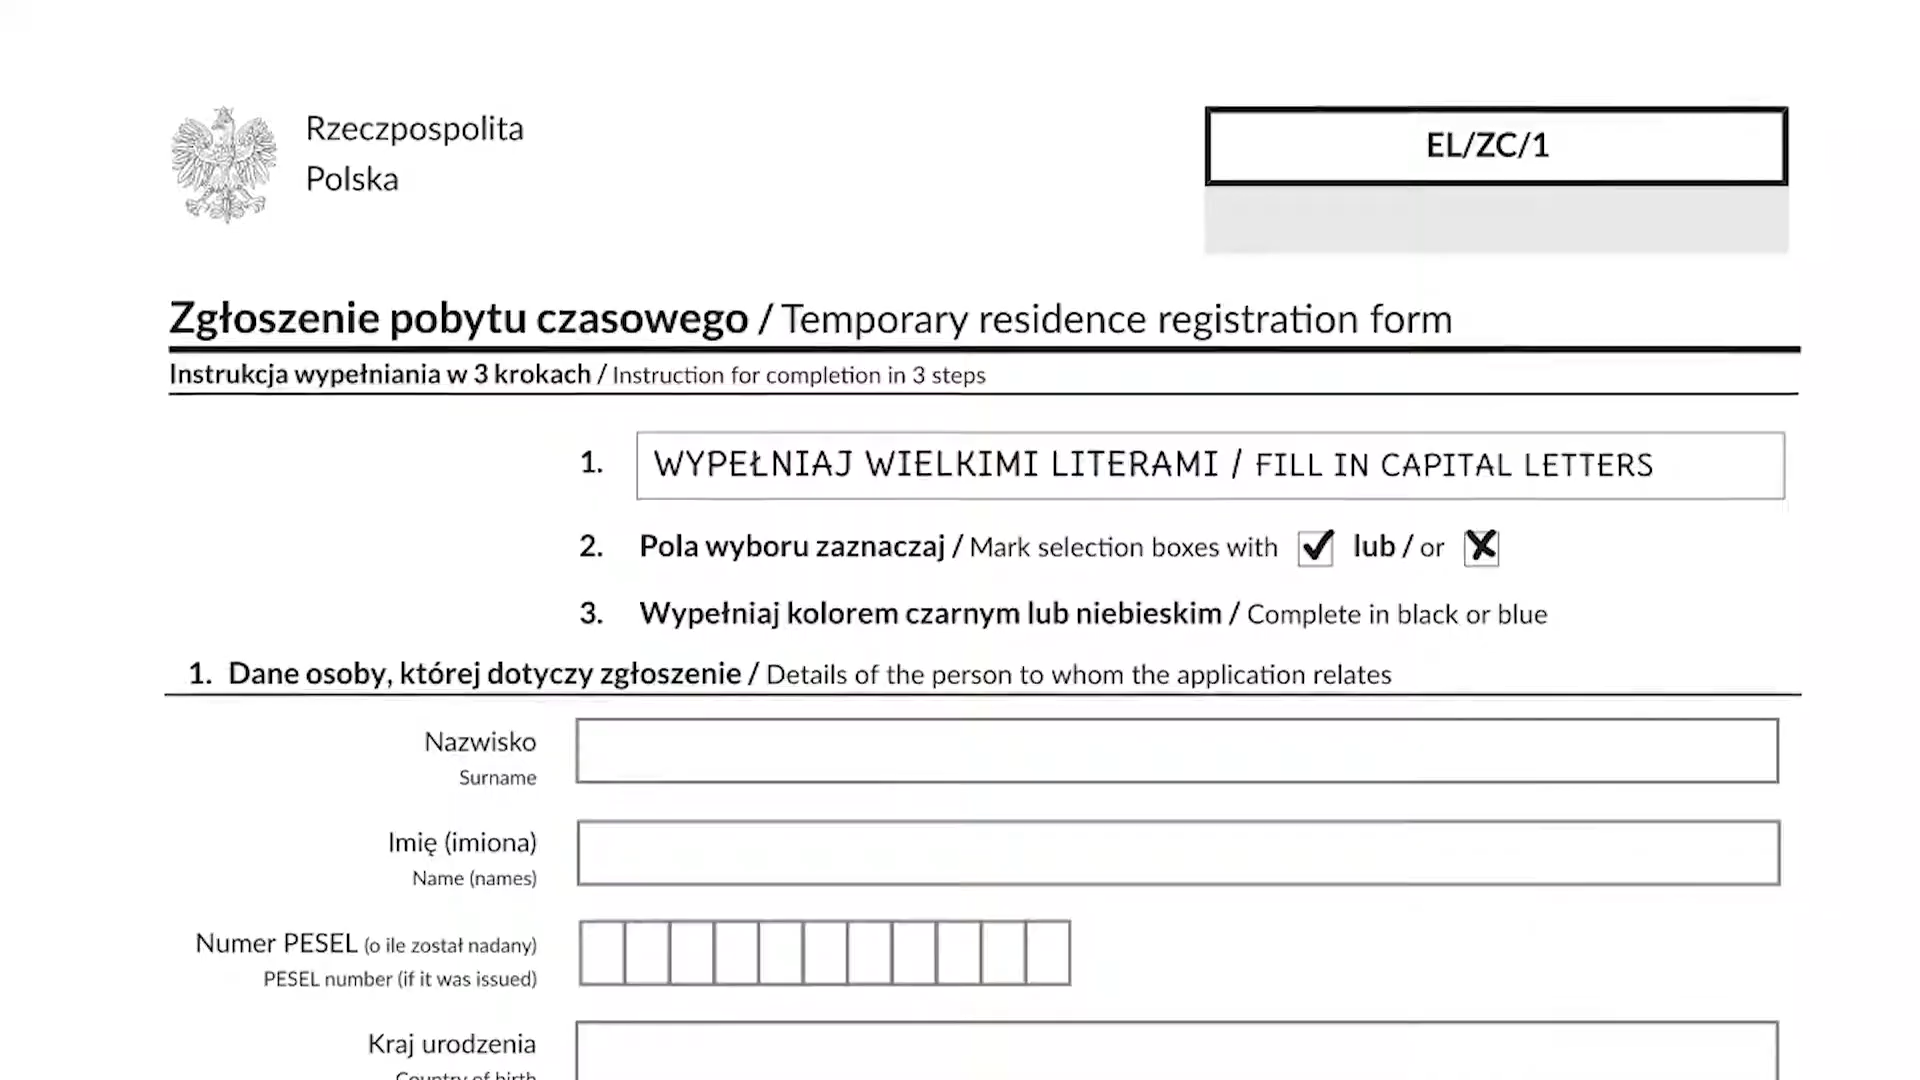 Rzeczpospolita
Polska
EL/ZC/1
Zgłoszenie pobytu czasowego / Temporary residence registration form
Instrukcja wypełniania w 3 krokach / Instruction for completion in 3 steps
1. WYPEŁNIAJ WIELKIMI LITERAMI / FILL IN CAPITAL LETTERS
2. Pola wyboru zaznaczaj / Mark selection boxes with lub / or
3. Wypełniaj kolorem czarnym lub niebieskim / Complete in black or blue
1. Dane osoby, której dotyczy zgłoszenie / Details of the person to whom the application relates
Nazwisko
Surname
Imię (imiona)
Name (names)
Numer PESEL (o ile został nadany)
PESEL number (if it was issued)
Kraj urodzenia
Country of birth